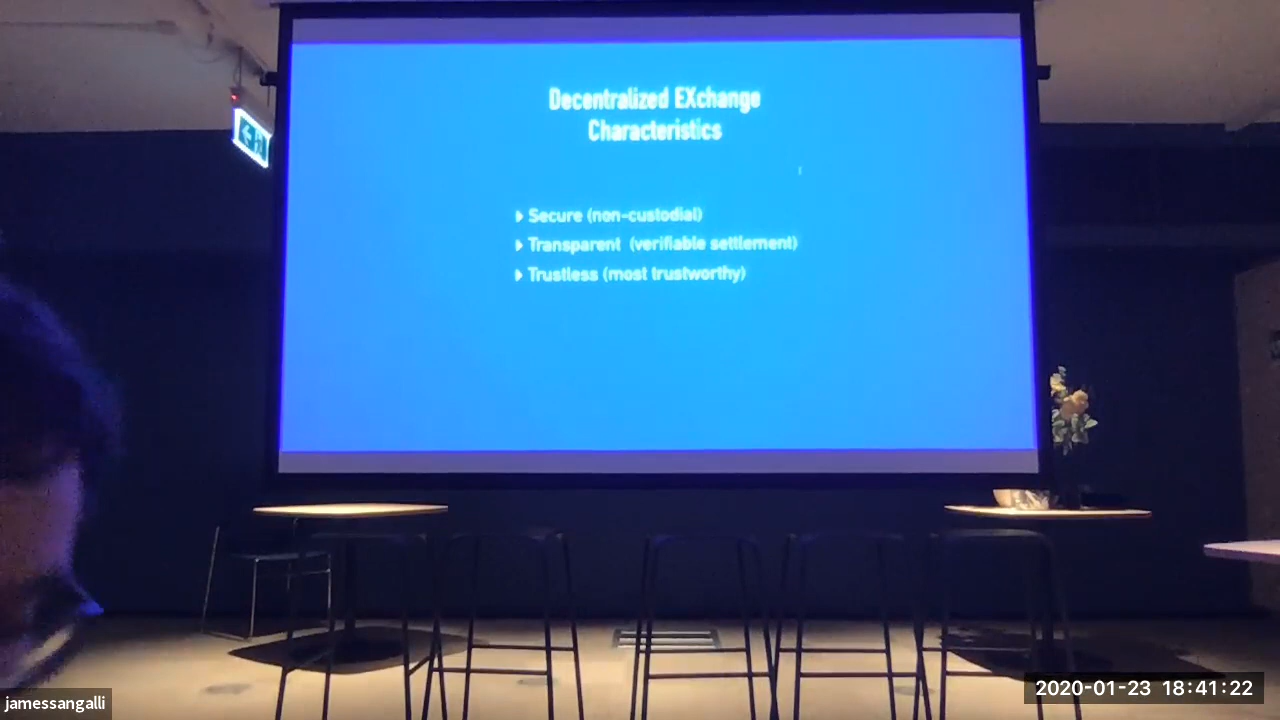 Decentralized EXchange
Characteristics
Secure (non-custodial)
Transparent (verifiable settlement)
Trustless (most trustworthy)
jamessangalli
2020-01-23 18:41:22